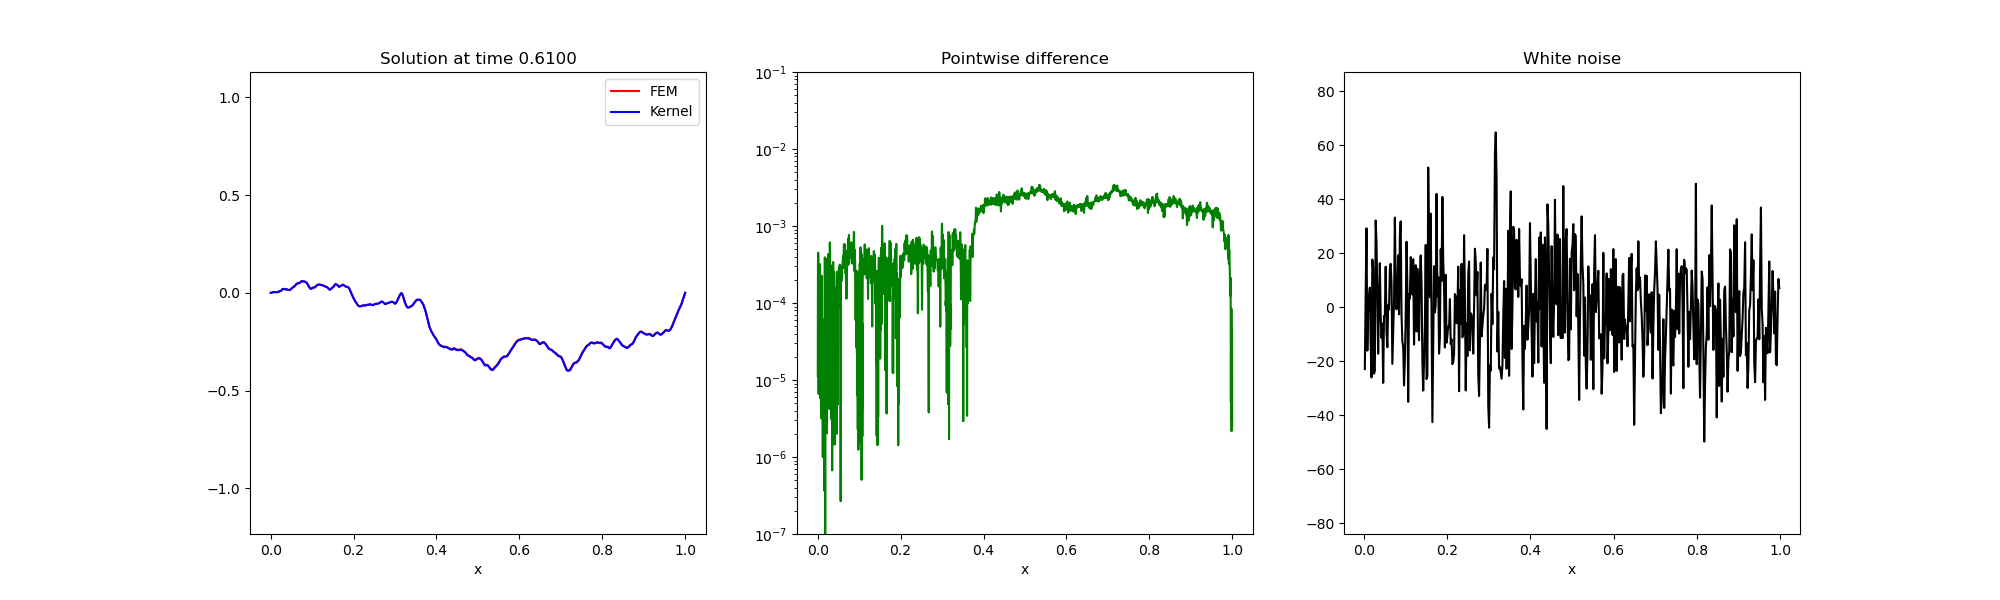 Solution at time 0.6100
FEM
Kernel
1.0
0.5
0.0
−0.5
−1.0
0.0 0.2 0.4 0.6 0.8 1.0
x
Pointwise difference
10^−1
10^−2
10^−3
10^−4
10^−5
10^−6
10^−7
0.0 0.2 0.4 0.6 0.8 1.0
x
White noise
80
60
40
20
0
−20
−40
−60
−80
0.0 0.2 0.4 0.6 0.8 1.0
x